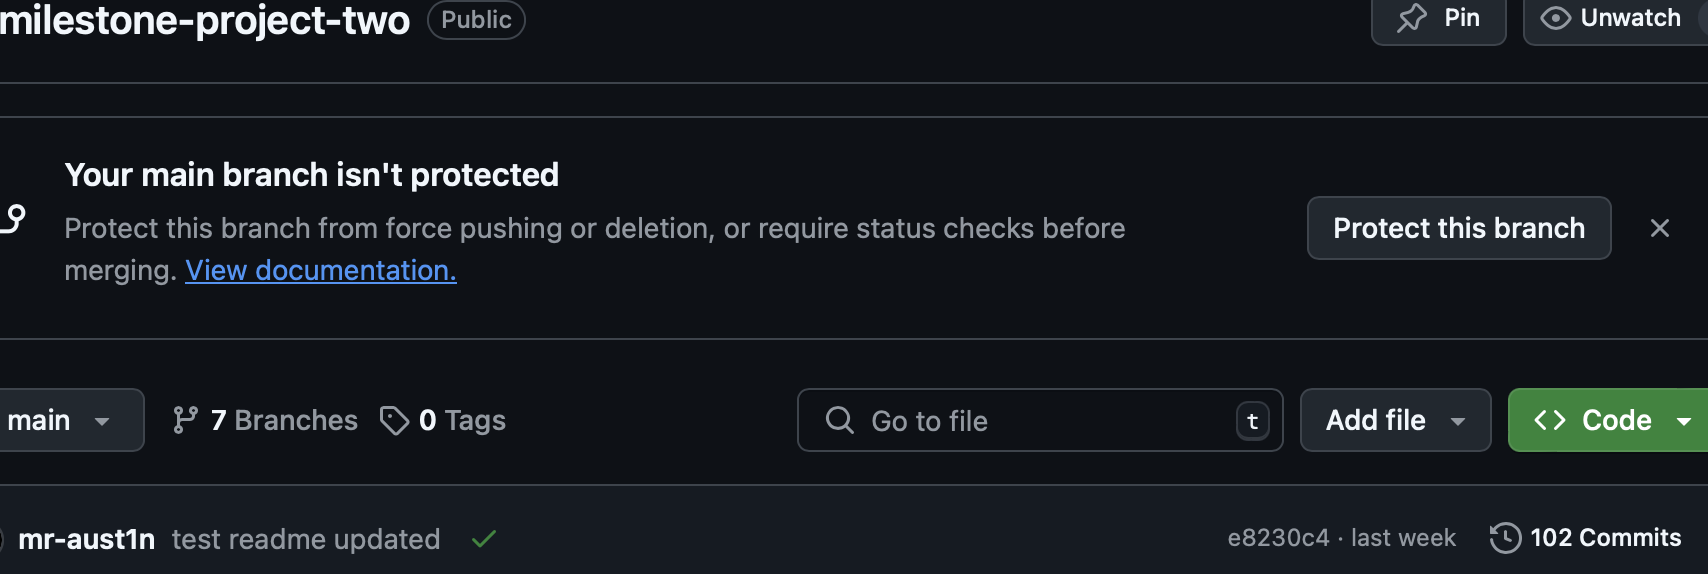 milestone-project-two Public Pin Unwatch
Your main branch isn't protected
Protect this branch from force pushing or deletion, or require status checks before
merging. View documentation.
Protect this branch
main 7 Branches 0 Tags Go to file t Add file Code
mr-aust1n test readme updated e8230c4 · last week 102 Commits